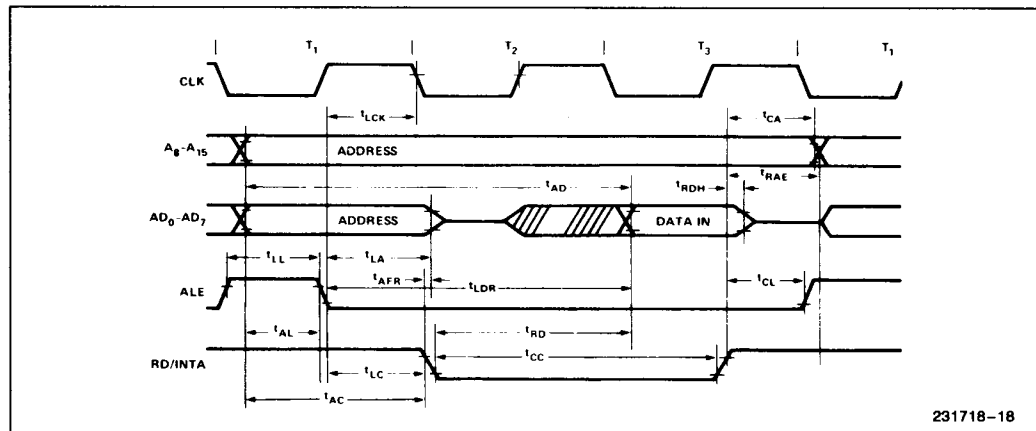 T1 T2 T3 T1
CLK
tLCK tCA
A8-A15 ADDRESS
tRAE
tAD tRDH
AD0-AD7 ADDRESS DATA IN
tLL tLA
tAFR tLDR tCL
ALE
tAL tRD
tCC
RD/INTA
tLC
tAC
231718-18